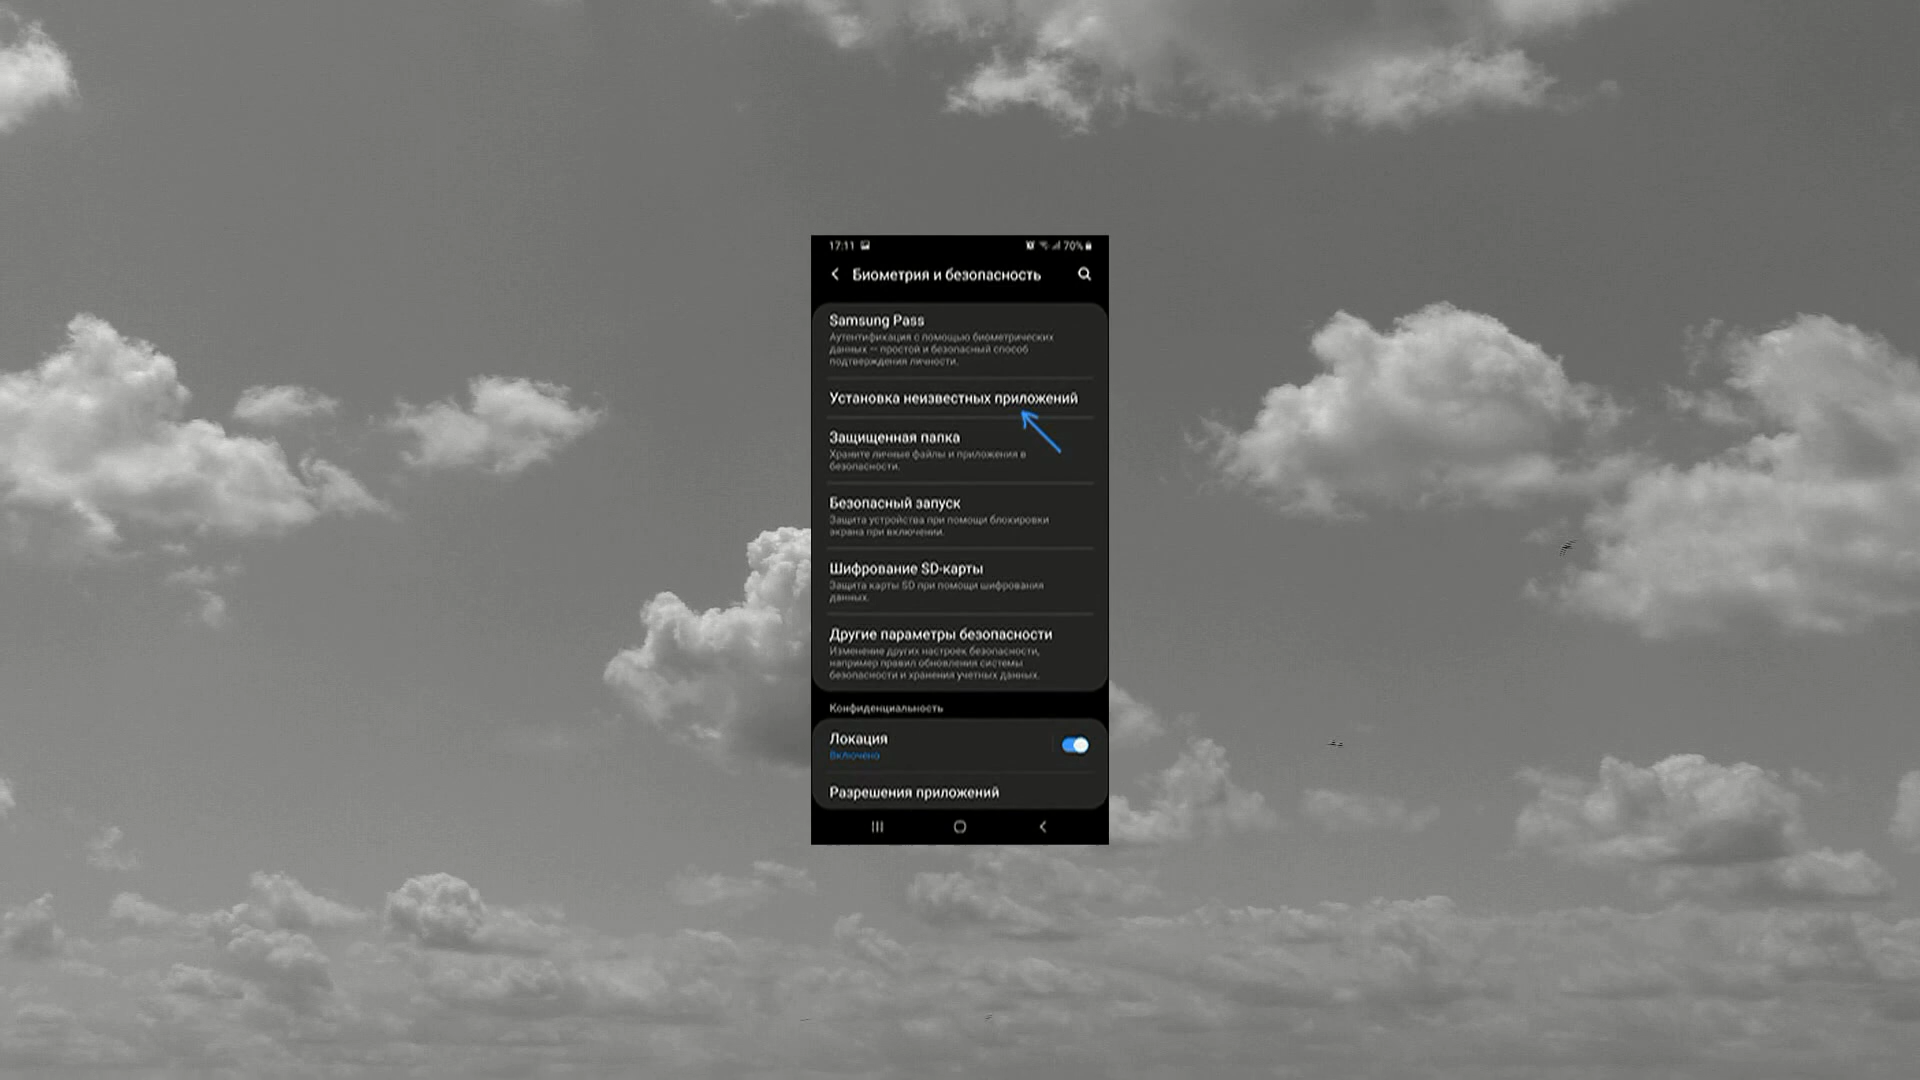 17:11
70%
Биометрия и безопасность
Samsung Pass
Аутентификация с помощью биометрических
данных — простой и безопасный способ
подтверждения личности.
Установка неизвестных приложений
Защищенная папка
Храните личные файлы и приложения в
безопасности.
Безопасный запуск
Защита устройства при помощи блокировки
экрана при включении.
Шифрование SD-карты
Защита карты SD при помощи шифрования
данных.
Другие параметры безопасности
Изменение других настроек безопасности,
например правил обновления системы
безопасности и хранения учетных данных.
Конфиденциальность
Локация
Включено
Разрешения приложений